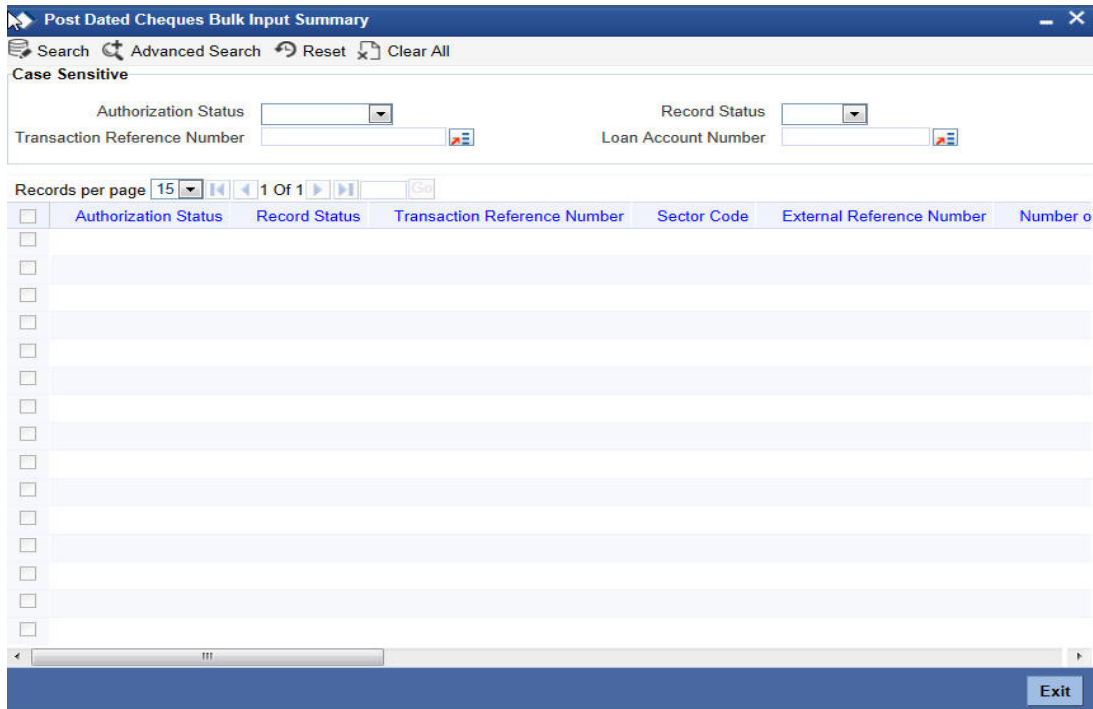 Post Dated Cheques Bulk Input Summary
Search Advanced Search Reset Clear All
Case Sensitive
Authorization Status Record Status
Transaction Reference Number Loan Account Number
Records per page 15 1 Of 1 Go
Authorization Status Record Status Transaction Reference Number Sector Code External Reference Number Number o
Exit